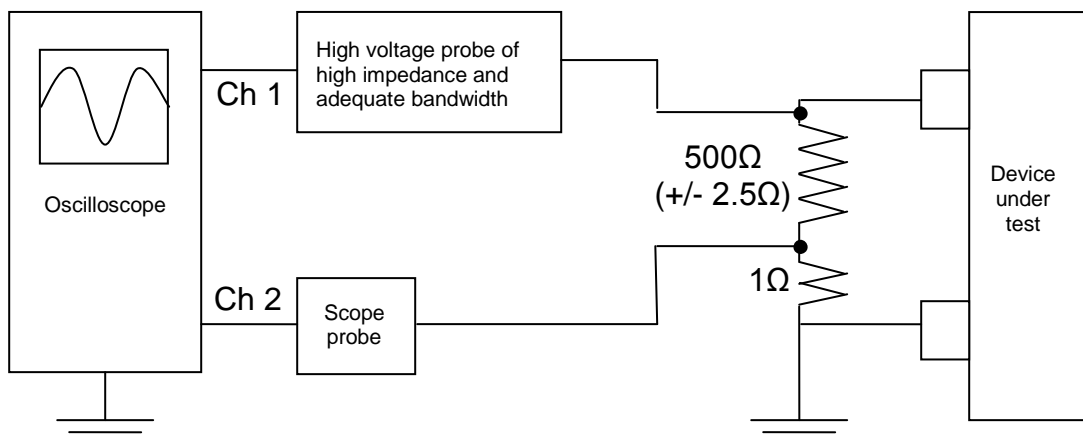 High voltage probe of
high impedance and
adequate bandwidth
Ch 1
500Ω
(+/- 2.5Ω)
Oscilloscope
Device
under
test
Ch 2
1Ω
Scope
probe